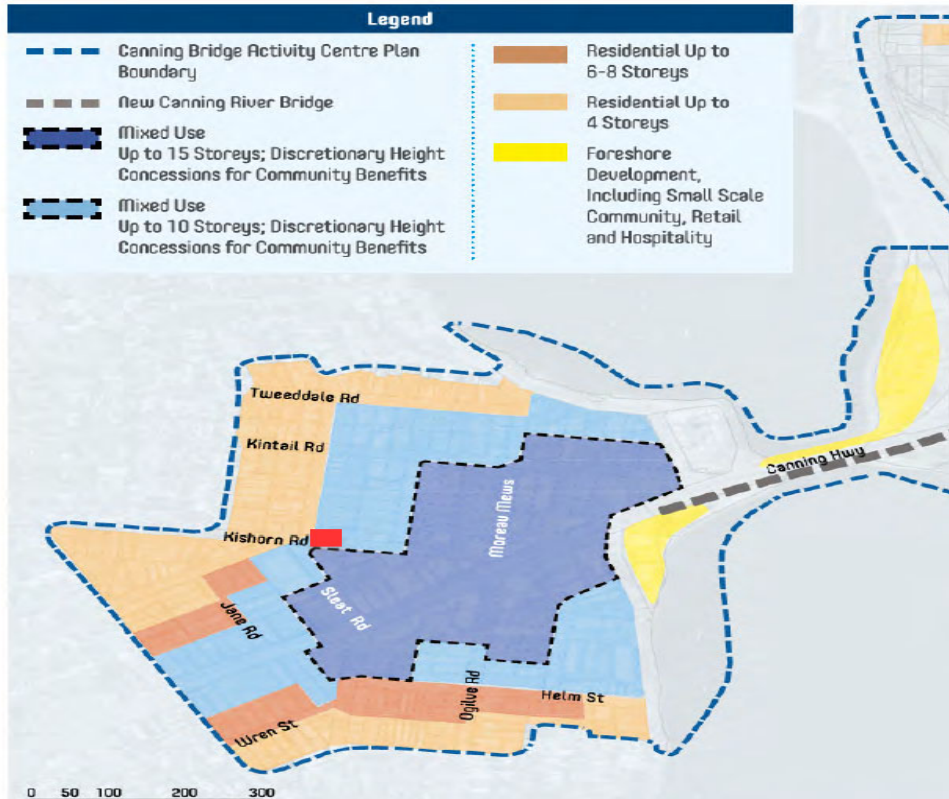 Legend
Canning Bridge Activity Centre Plan
Boundary
New Canning River Bridge
Mixed Use
Up to 15 Storeys; Discretionary Height
Concessions for Community Benefits
Mixed Use
Up to 10 Storeys; Discretionary Height
Concessions for Community Benefits
Residential Up to
6-8 Storeys
Residential Up to
4 Storeys
Foreshore
Development,
Including Small Scale
Community, Retail
and Hospitality
Tweeddale Rd
Kintail Rd
Canning Hwy
Moreau Mews
Kishorn Rd
Sleat Rd
Jane Rd
Ogilve Rd
Helm St
Wren St
0 50 100 200 300